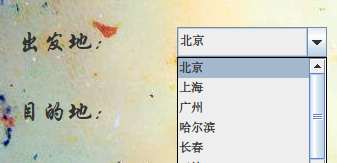 出发地： 北京
北京
上海
广州
目的地： 哈尔滨
长春